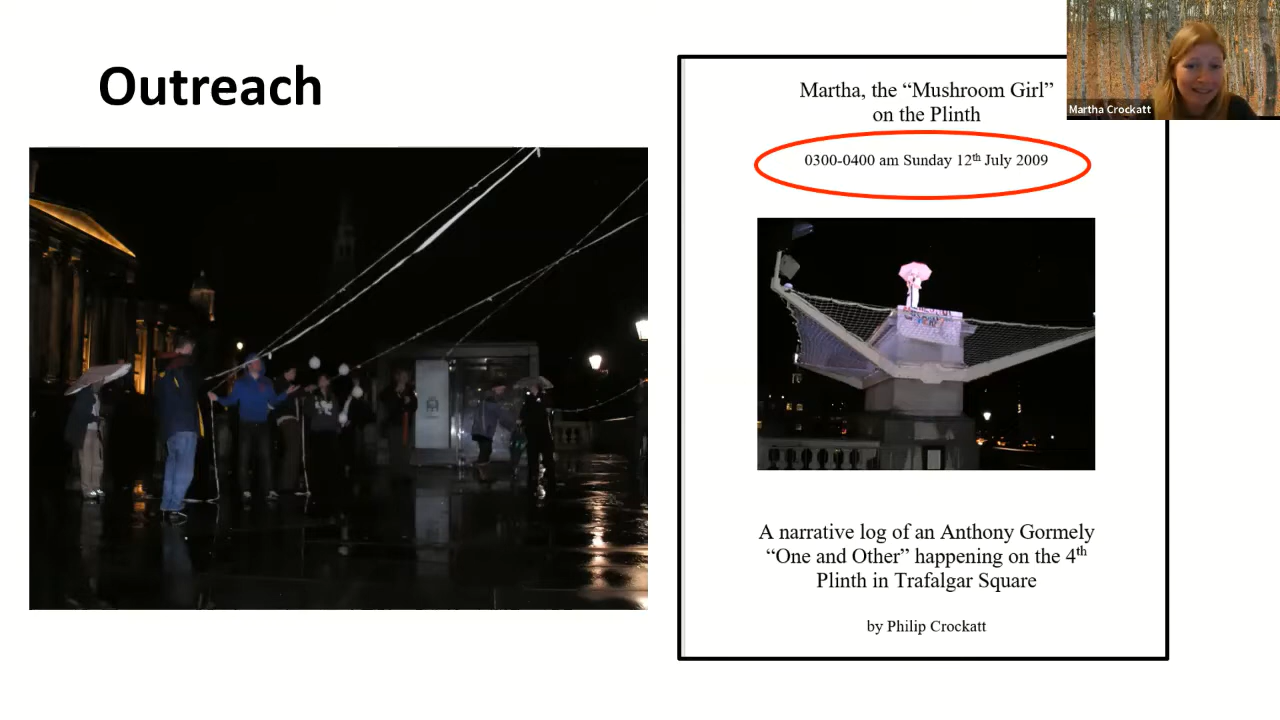 Outreach
Martha, the “Mushroom Girl”
on the Plinth
0300-0400 am Sunday 12th July 2009
A narrative log of an Anthony Gormely
“One and Other” happening on the 4th
Plinth in Trafalgar Square
by Philip Crockatt
Martha Crockatt